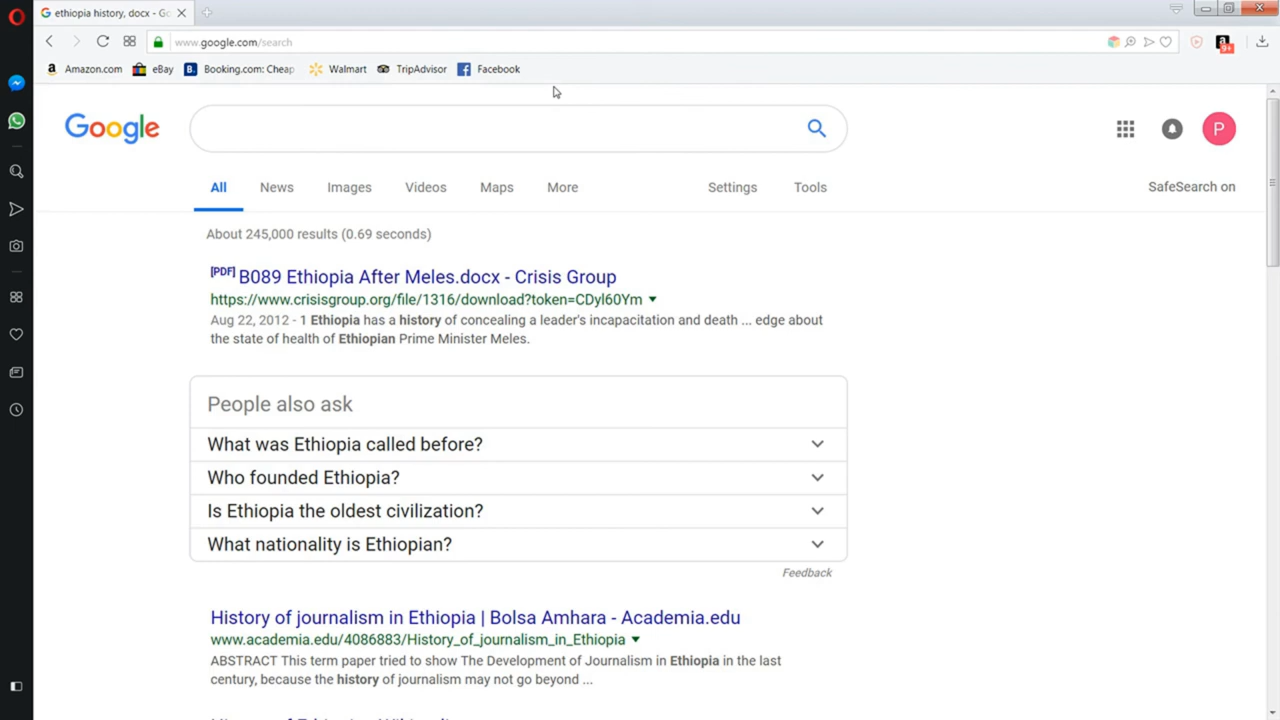 ethiopia history, docx - Go
www.google.com/search
9+
Amazon.com eBay Booking.com: Cheap Walmart TripAdvisor Facebook
Google
P
All News Images Videos Maps More Settings Tools SafeSearch on
About 245,000 results (0.69 seconds)
[PDF] B089 Ethiopia After Meles.docx - Crisis Group
https://www.crisisgroup.org/file/1316/download?token=CDyl60Ym
Aug 22, 2012 - 1 Ethiopia has a history of concealing a leader's incapacitation and death ... edge about
the state of health of Ethiopian Prime Minister Meles.
People also ask
What was Ethiopia called before?
Who founded Ethiopia?
Is Ethiopia the oldest civilization?
What nationality is Ethiopian?
Feedback
History of journalism in Ethiopia | Bolsa Amhara - Academia.edu
www.academia.edu/4086883/History_of_journalism_in_Ethiopia
ABSTRACT This term paper tried to show The Development of Journalism in Ethiopia in the last
century, because the history of journalism may not go beyond ...